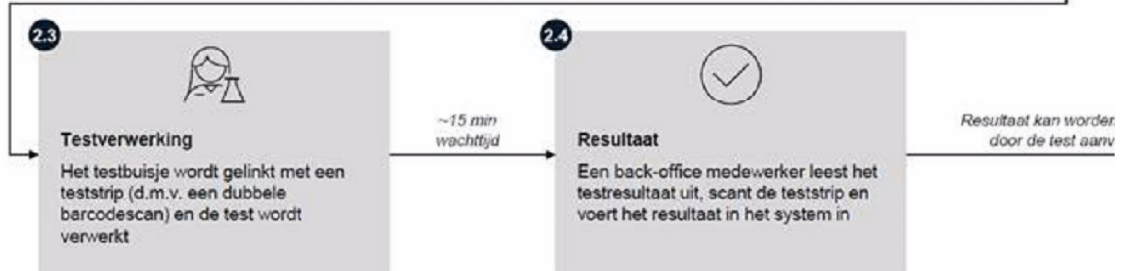 2.3
Testverwerking
Het testbuisje wordt gelinkt met een
teststrip (d.m.v. een dubbele
barcodescan) en de test wordt
verwerkt
~15 min
wachttijd
2.4
Resultaat
Een back-office medewerker leest het
testresultaat uit, scant de teststrip en
voert het resultaat in het system in
Resultaat kan worden
door de test aanv